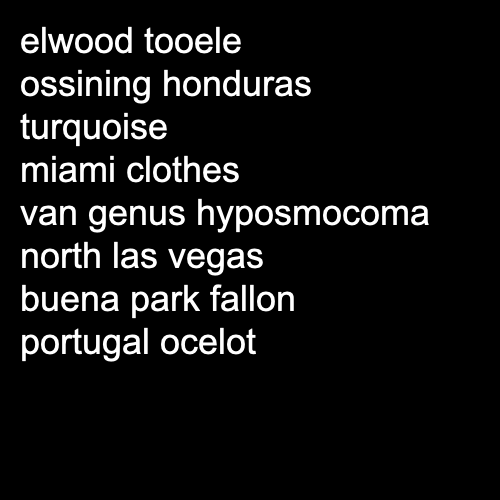 elwood tooele
ossining honduras
turquoise
miami clothes
van genus hyposmocoma
north las vegas
buena park fallon
portugal ocelot